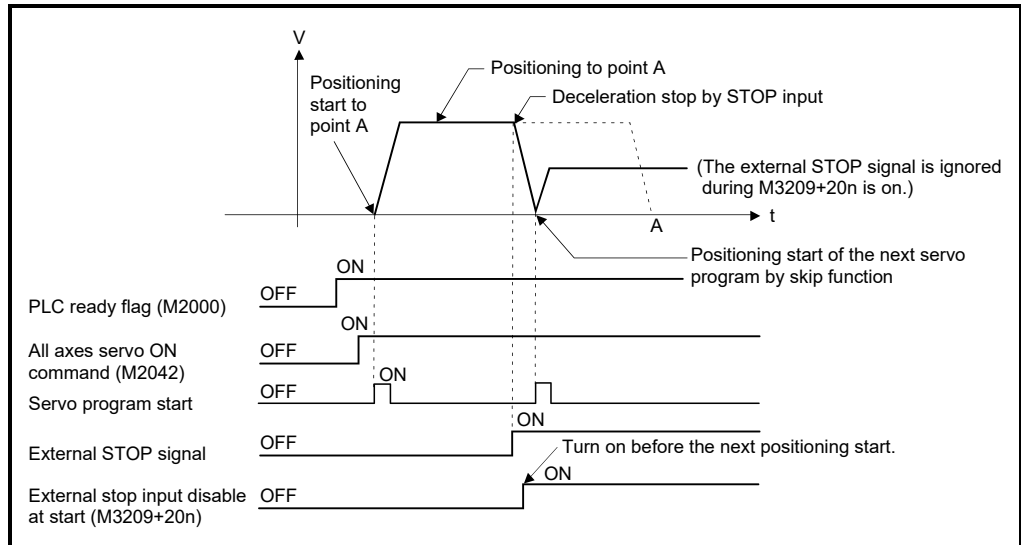 V
Positioning to point A
Positioning
start to
point A
Deceleration stop by STOP input
(The external STOP signal is ignored
during M3209+20n is on.)
t
A
Positioning start of the next servo
program by skip function
ON
OFF
PLC ready flag (M2000)
ON
All axes servo ON
command (M2042)
OFF
ON
OFF
Servo program start
ON
OFF
External STOP signal
Turn on before the next positioning start.
ON
External stop input disable
at start (M3209+20n)
OFF